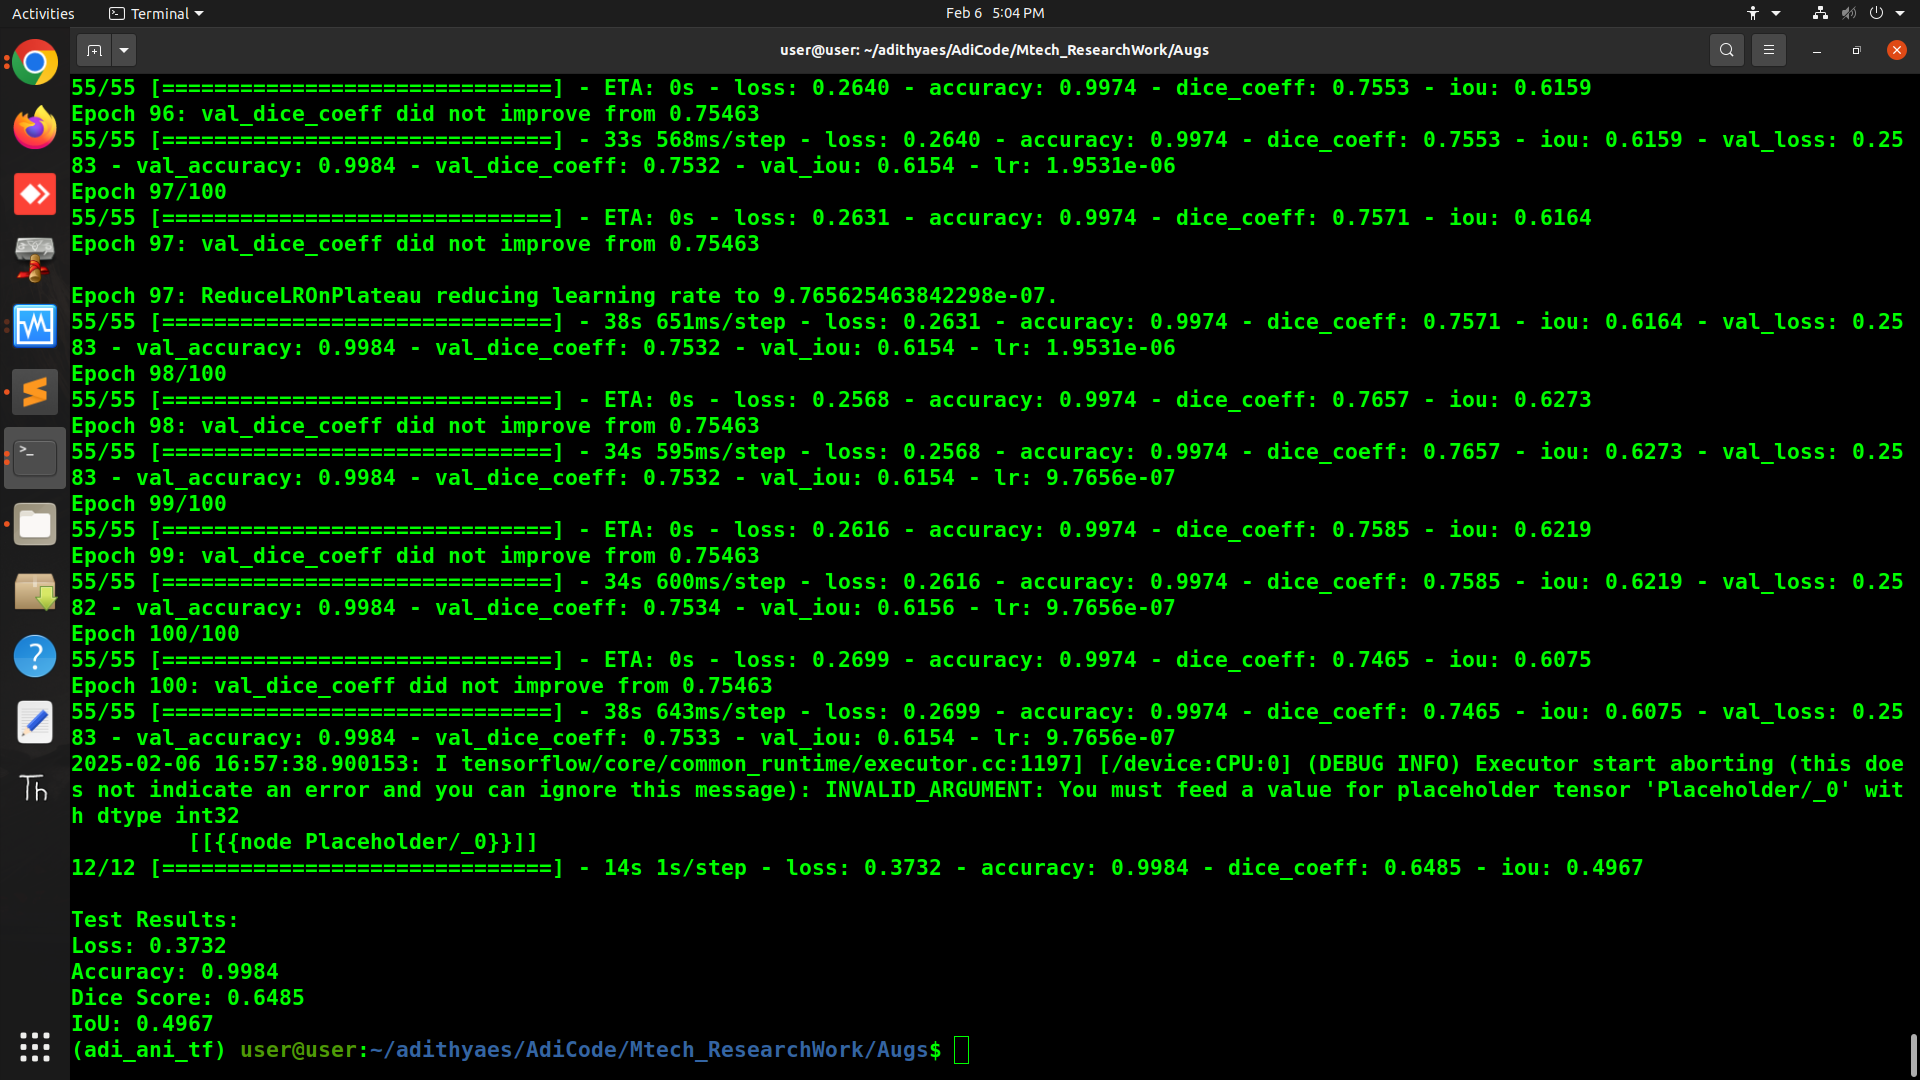 Activities
Terminal
Feb 6 5:04 PM
user@user: ~/adithyaes/AdiCode/Mtech_ResearchWork/Augs
55/55 [==============================] - ETA: 0s - loss: 0.2640 - accuracy: 0.9974 - dice_coeff: 0.7553 - iou: 0.6159
Epoch 96: val_dice_coeff did not improve from 0.75463
55/55 [==============================] - 33s 568ms/step - loss: 0.2640 - accuracy: 0.9974 - dice_coeff: 0.7553 - iou: 0.6159 - val_loss: 0.25
83 - val_accuracy: 0.9984 - val_dice_coeff: 0.7532 - val_iou: 0.6154 - lr: 1.9531e-06
Epoch 97/100
55/55 [==============================] - ETA: 0s - loss: 0.2631 - accuracy: 0.9974 - dice_coeff: 0.7571 - iou: 0.6164
Epoch 97: val_dice_coeff did not improve from 0.75463
Epoch 97: ReduceLROnPlateau reducing learning rate to 9.765625463842298e-07.
55/55 [==============================] - 38s 651ms/step - loss: 0.2631 - accuracy: 0.9974 - dice_coeff: 0.7571 - iou: 0.6164 - val_loss: 0.25
83 - val_accuracy: 0.9984 - val_dice_coeff: 0.7532 - val_iou: 0.6154 - lr: 1.9531e-06
Epoch 98/100
55/55 [==============================] - ETA: 0s - loss: 0.2568 - accuracy: 0.9974 - dice_coeff: 0.7657 - iou: 0.6273
Epoch 98: val_dice_coeff did not improve from 0.75463
55/55 [==============================] - 34s 595ms/step - loss: 0.2568 - accuracy: 0.9974 - dice_coeff: 0.7657 - iou: 0.6273 - val_loss: 0.25
83 - val_accuracy: 0.9984 - val_dice_coeff: 0.7532 - val_iou: 0.6154 - lr: 9.7656e-07
Epoch 99/100
55/55 [==============================] - ETA: 0s - loss: 0.2616 - accuracy: 0.9974 - dice_coeff: 0.7585 - iou: 0.6219
Epoch 99: val_dice_coeff did not improve from 0.75463
55/55 [==============================] - 34s 600ms/step - loss: 0.2616 - accuracy: 0.9974 - dice_coeff: 0.7585 - iou: 0.6219 - val_loss: 0.25
82 - val_accuracy: 0.9984 - val_dice_coeff: 0.7534 - val_iou: 0.6156 - lr: 9.7656e-07
Epoch 100/100
55/55 [==============================] - ETA: 0s - loss: 0.2699 - accuracy: 0.9974 - dice_coeff: 0.7465 - iou: 0.6075
Epoch 100: val_dice_coeff did not improve from 0.75463
55/55 [==============================] - 38s 643ms/step - loss: 0.2699 - accuracy: 0.9974 - dice_coeff: 0.7465 - iou: 0.6075 - val_loss: 0.25
83 - val_accuracy: 0.9984 - val_dice_coeff: 0.7533 - val_iou: 0.6154 - lr: 9.7656e-07
2025-02-06 16:57:38.900153: I tensorflow/core/common_runtime/executor.cc:1197] [/device:CPU:0] (DEBUG INFO) Executor start aborting (this doe
s not indicate an error and you can ignore this message): INVALID_ARGUMENT: You must feed a value for placeholder tensor 'Placeholder/_0' wit
h dtype int32
[[{{node Placeholder/_0}}]]
12/12 [==============================] - 14s 1s/step - loss: 0.3732 - accuracy: 0.9984 - dice_coeff: 0.6485 - iou: 0.4967
Test Results:
Loss: 0.3732
Accuracy: 0.9984
Dice Score: 0.6485
IoU: 0.4967
(adi_ani_tf) user@user:~/adithyaes/AdiCode/Mtech_ResearchWork/Augs$
Th